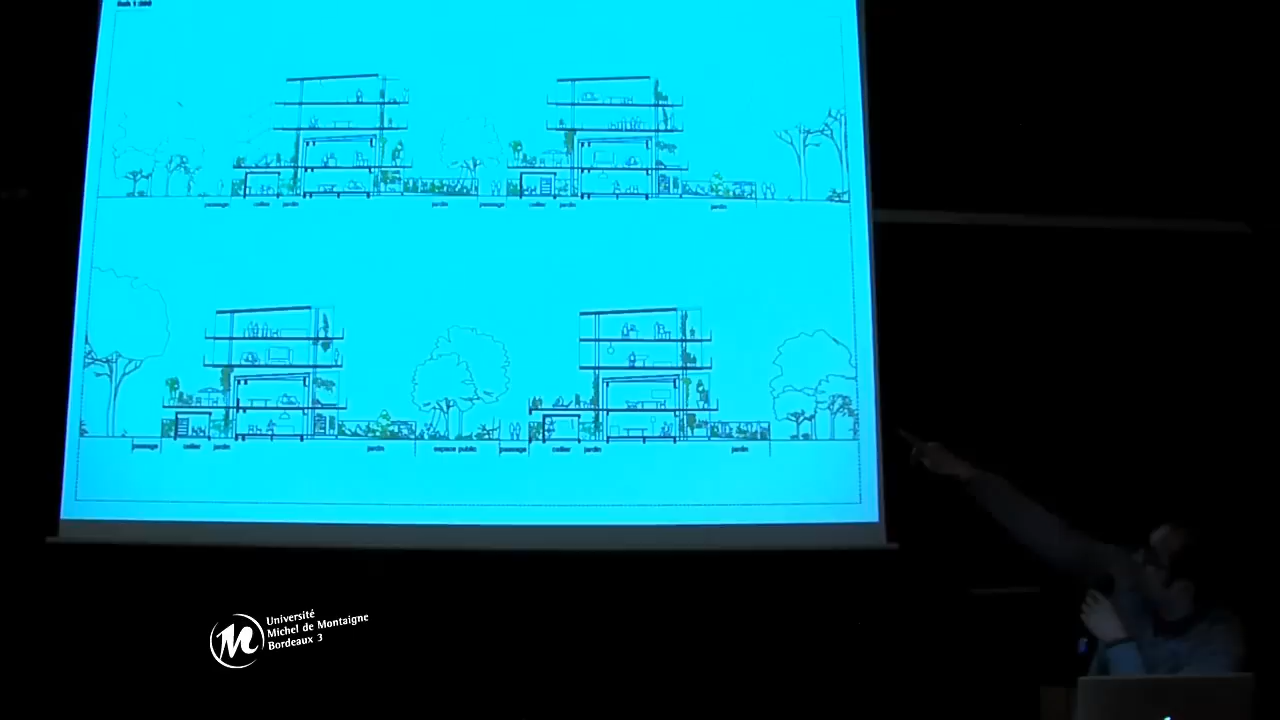 passage cellier jardin jardin passage cellier jardin jardin
passage cellier jardin jardin espace public passage cellier jardin jardin
Université
Michel de Montaigne
Bordeaux 3